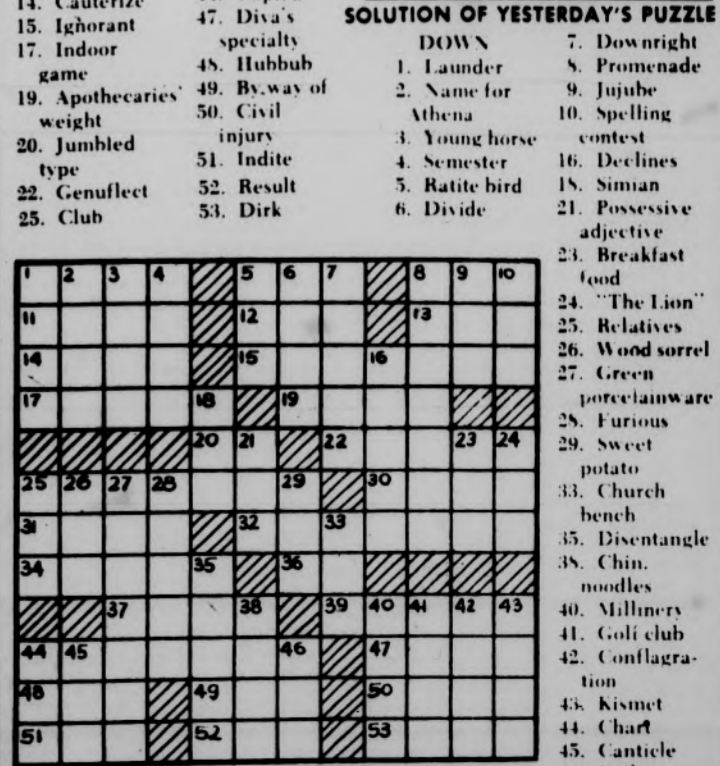 14. Cauterize
15. Ignorant
17. Indoor
game
19. Apothecaries'
weight
20. Jumbled
type
22. Genuflect
25. Club
47. Diva's
specialty
48. Hubbub
49. By way of
50. Civil
injury
51. Indite
52. Result
53. Dirk
SOLUTION OF YESTERDAY'S PUZZLE
DOWN
1. Launder
2. Name for
Athena
3. Young horse
4. Semester
5. Ratite bird
6. Divide
7. Downright
8. Promenade
9. Jujube
10. Spelling
contest
16. Declines
18. Simian
21. Possessive
adjective
23. Breakfast
food
24. "The Lion"
25. Relatives
26. Wood sorrel
27. Green
porcelainware
28. Furious
29. Sweet
potato
33. Church
bench
35. Disentangle
38. Chin.
noodles
40. Millinery
41. Golf club
42. Conflagra-
tion
43. Kismet
44. Chart
45. Canticle
1 2 3 4 5 6 7 8 9 10
11 12 13
14 15 16
17 18 19
20 21 22 23 24
25 26 27 28 29 30
31 32 33
34 35 36
37 38 39 40 41 42 43
44 45 46 47
48 49 50
51 52 53